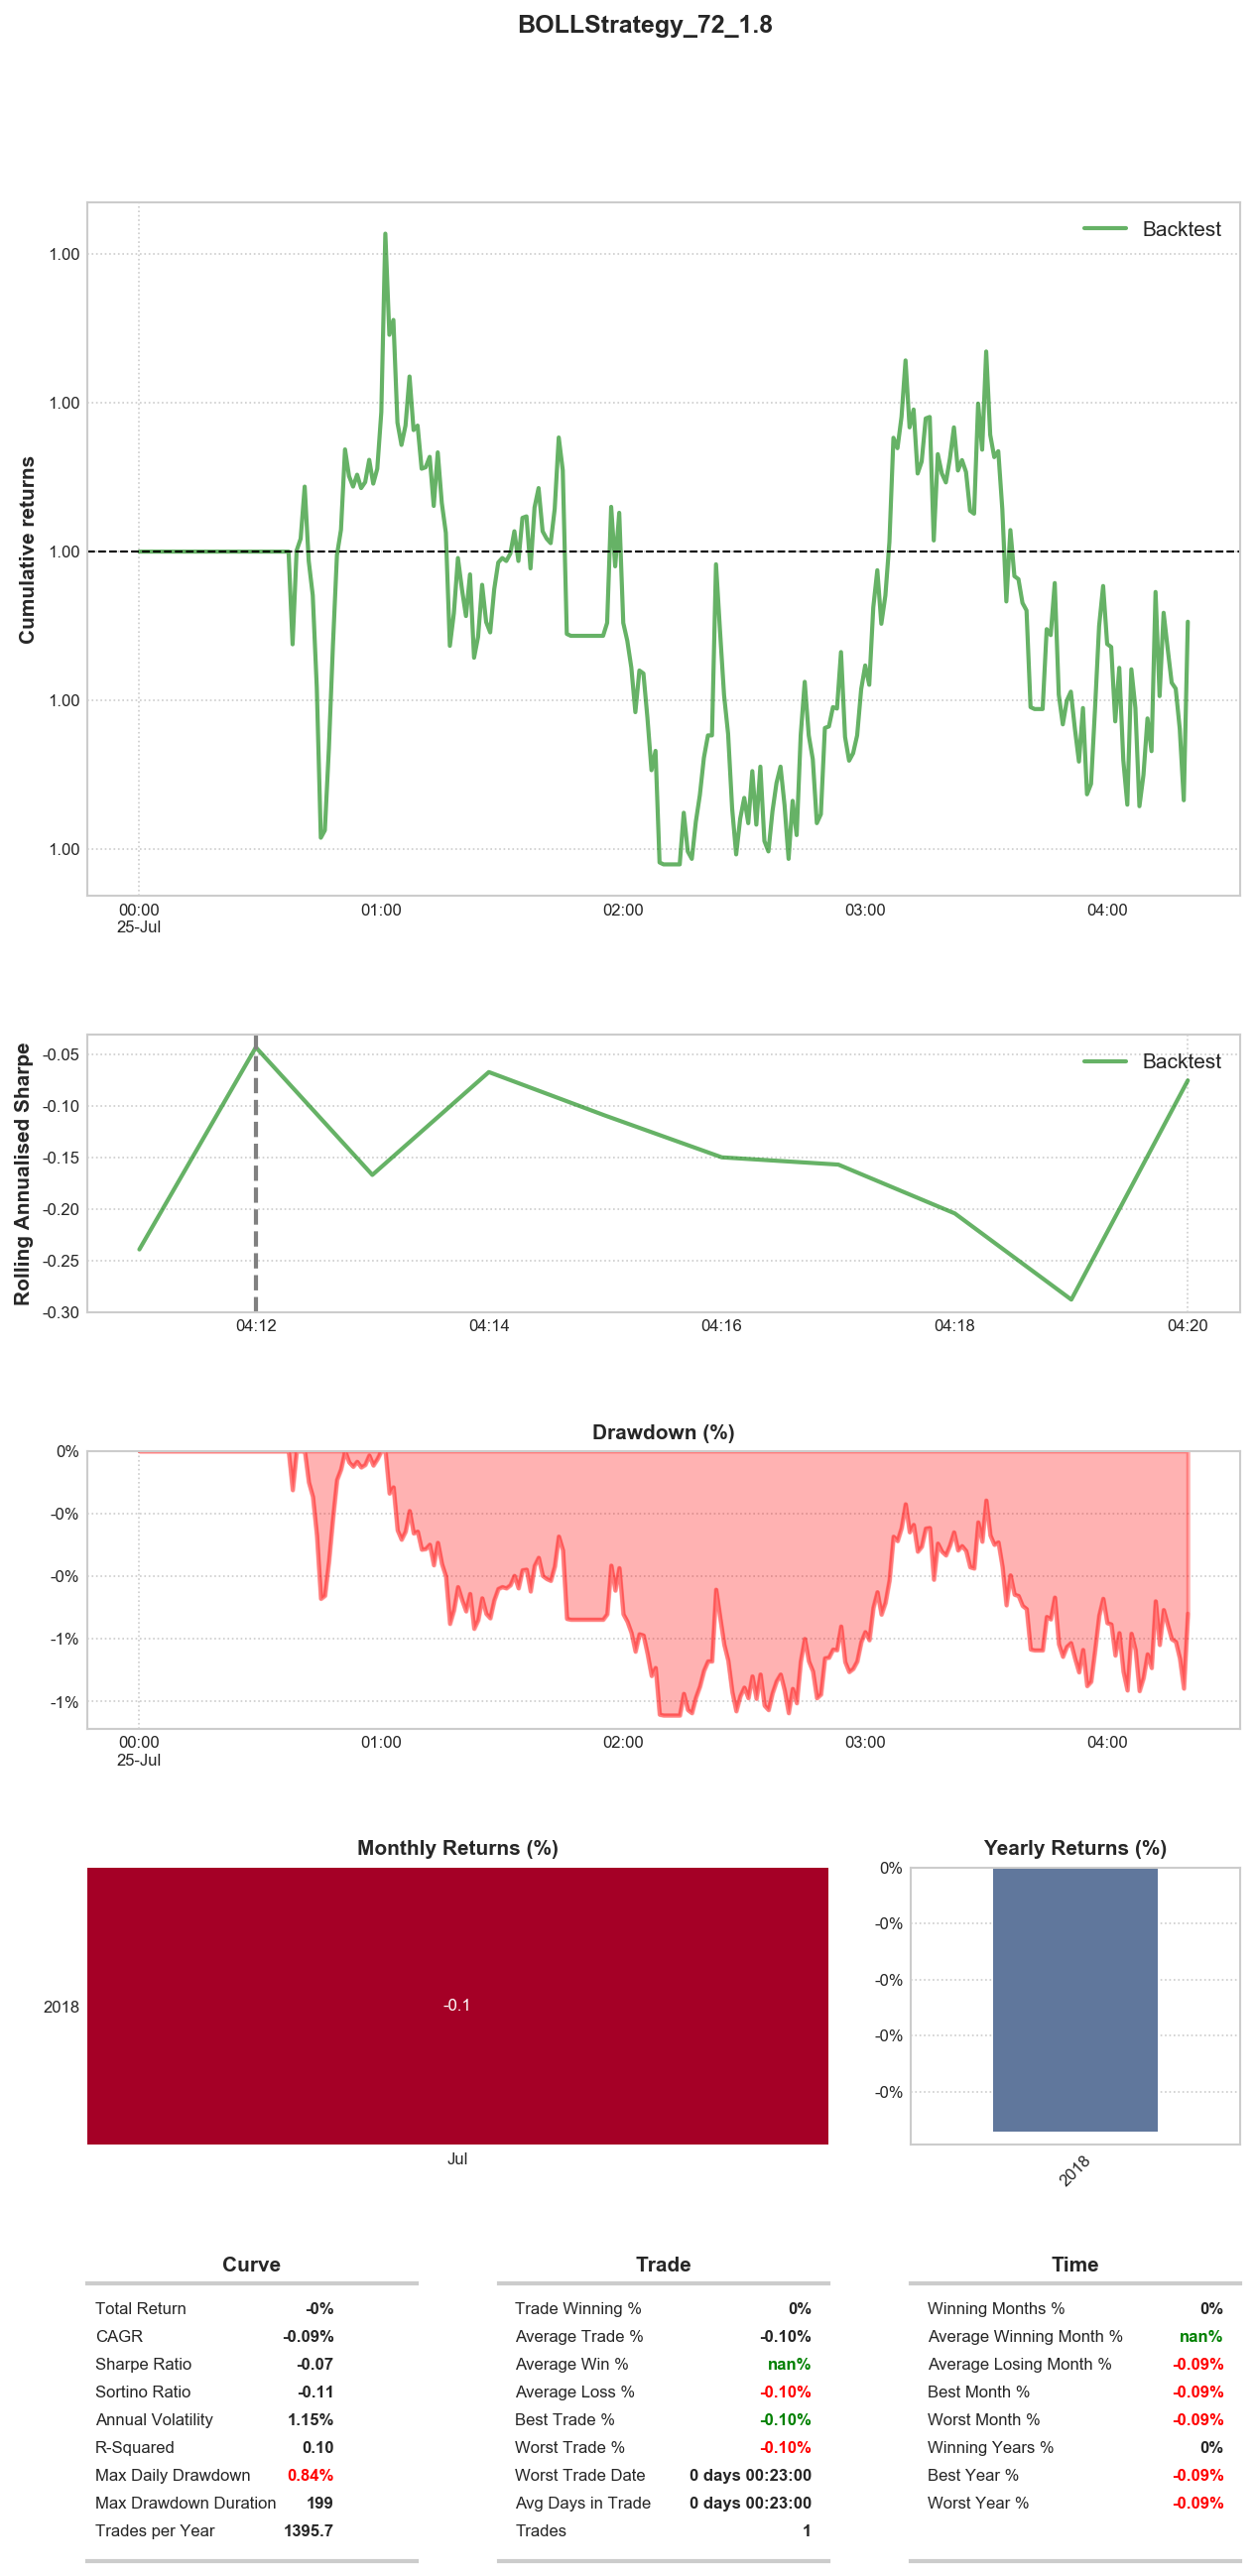 BOLLStrategy_72_1.8
Cumulative returns
1.00
1.00
1.00
1.00
1.00
Backtest
00:00
25-Jul
01:00
02:00
03:00
04:00
Rolling Annualised Sharpe
-0.05
-0.10
-0.15
-0.20
-0.25
-0.30
Backtest
04:12
04:14
04:16
04:18
04:20
Drawdown (%)
0%
-0%
-0%
-1%
-1%
00:00
25-Jul
01:00
02:00
03:00
04:00
Monthly Returns (%)
2018
-0.1
Jul
Yearly Returns (%)
0%
-0%
-0%
-0%
-0%
2018
Curve
Total Return -0%
CAGR -0.09%
Sharpe Ratio -0.07
Sortino Ratio -0.11
Annual Volatility 1.15%
R-Squared 0.10
Max Daily Drawdown 0.84%
Max Drawdown Duration 199
Trades per Year 1395.7
Trade
Trade Winning % 0%
Average Trade % -0.10%
Average Win % nan%
Average Loss % -0.10%
Best Trade % -0.10%
Worst Trade % -0.10%
Worst Trade Date 0 days 00:23:00
Avg Days in Trade 0 days 00:23:00
Trades 1
Time
Winning Months % 0%
Average Winning Month % nan%
Average Losing Month % -0.09%
Best Month % -0.09%
Worst Month % -0.09%
Winning Years % 0%
Best Year % -0.09%
Worst Year % -0.09%